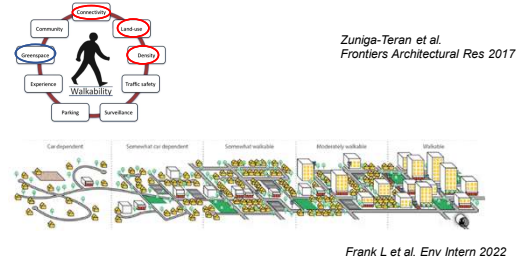 Connectivity
Community
Land-use
Greenspace
Density
Experience
Traffic safety
Walkability
Parking
Surveillance
Zuniga-Teran et al.
Frontiers Architectural Res 2017
Car dependent
Somewhat car dependent
Somewhat walkable
Moderately walkable
Walkable
Frank L et al. Env Intern 2022